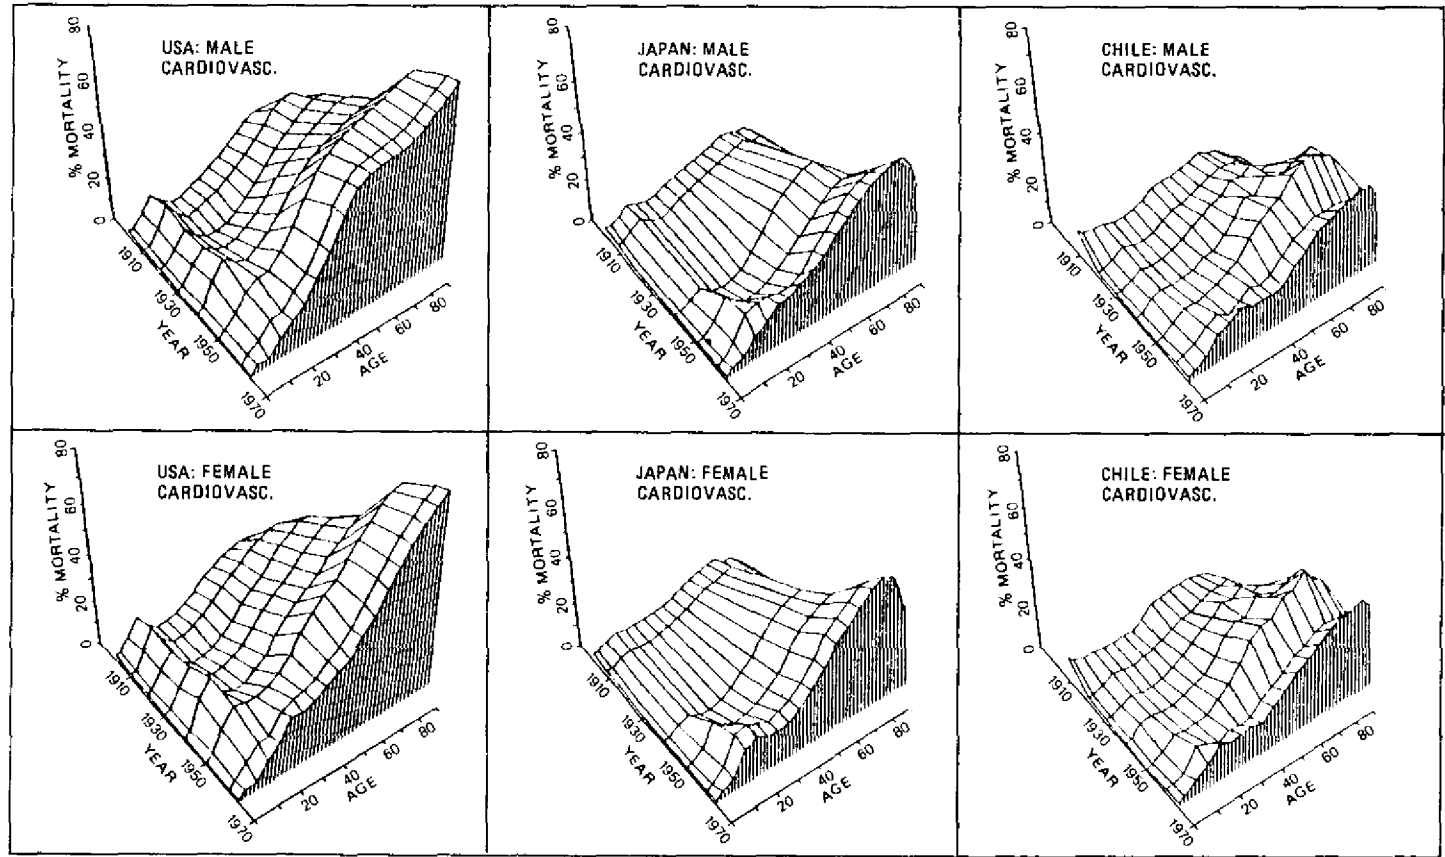 USA: MALE
CARDIOVASC.
% MORTALITY
80
60
40
20
0
1910
1930
1950
1970
YEAR
20
40
60
80
AGE
JAPAN: MALE
CARDIOVASC.
% MORTALITY
80
60
40
20
0
1910
1930
1950
1970
YEAR
20
40
60
80
AGE
CHILE: MALE
CARDIOVASC.
% MORTALITY
80
60
40
20
0
1910
1930
1950
1970
YEAR
20
40
60
80
AGE
USA: FEMALE
CARDIOVASC.
% MORTALITY
80
60
40
20
0
1910
1930
1950
1970
YEAR
20
40
60
80
AGE
JAPAN: FEMALE
CARDIOVASC.
% MORTALITY
80
60
40
20
0
1910
1930
1950
1970
YEAR
20
40
60
80
AGE
CHILE: FEMALE
CARDIOVASC.
% MORTALITY
80
60
40
20
0
1910
1930
1950
1970
YEAR
20
40
60
80
AGE